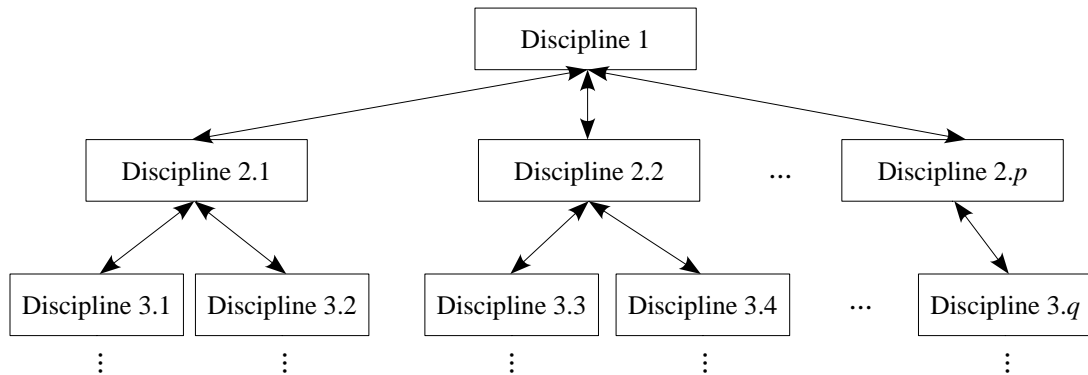 Discipline 1
Discipline 2.1
Discipline 2.2
...
Discipline 2.p
Discipline 3.1
Discipline 3.2
Discipline 3.3
Discipline 3.4
...
Discipline 3.q